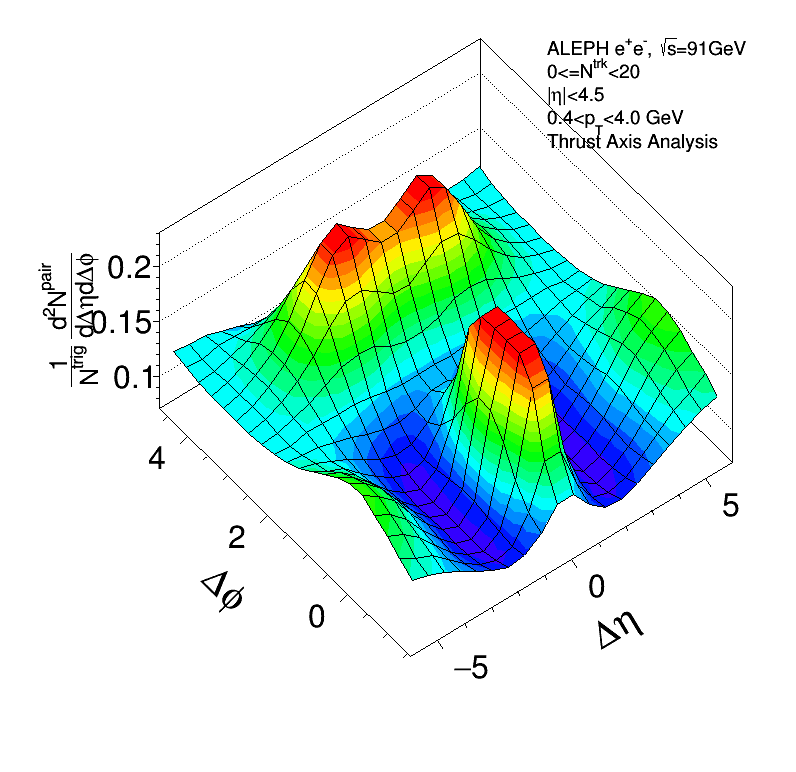 ALEPH e⁺e⁻, √s=91GeV
0<=Nᵗʳᵏ<20
|η|<4.5
0.4<p_T<4.0 GeV
Thrust Axis Analysis
1/N^trig d²N^pair/dΔηdΔϕ
0.2
0.15
0.1
4
2
0
Δϕ
−5
0
5
Δη